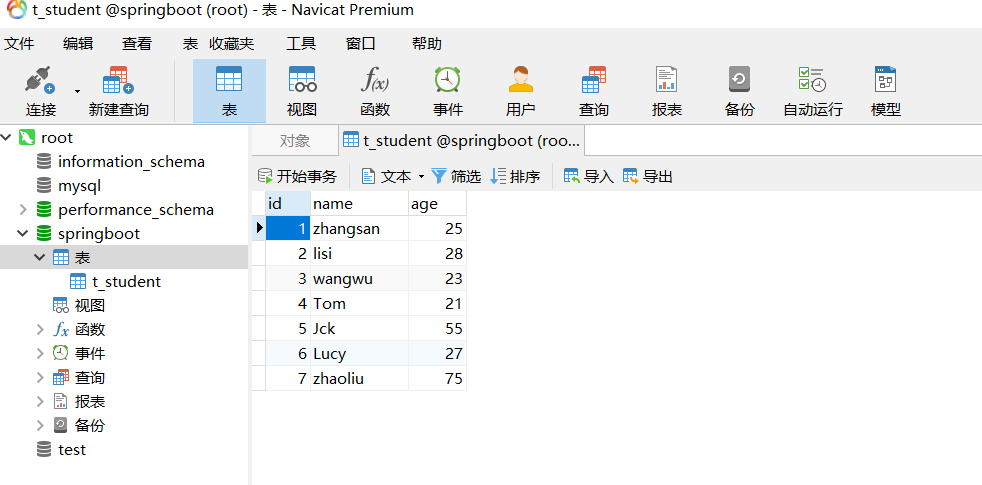 t_student @springboot (root) - 表 - Navicat Premium
文件 编辑 查看 表 收藏夹 工具 窗口 帮助
连接 新建查询 表 视图 函数 事件 用户 查询 报表 备份 自动运行 模型
root
information_schema
mysql
performance_schema
springboot
表
t_student
视图
函数
事件
查询
报表
备份
test
对象 t_student @springboot (roo...
开始事务 文本 筛选 排序 导入 导出
id name age
1 zhangsan 25
2 lisi 28
3 wangwu 23
4 Tom 21
5 Jck 55
6 Lucy 27
7 zhaoliu 75